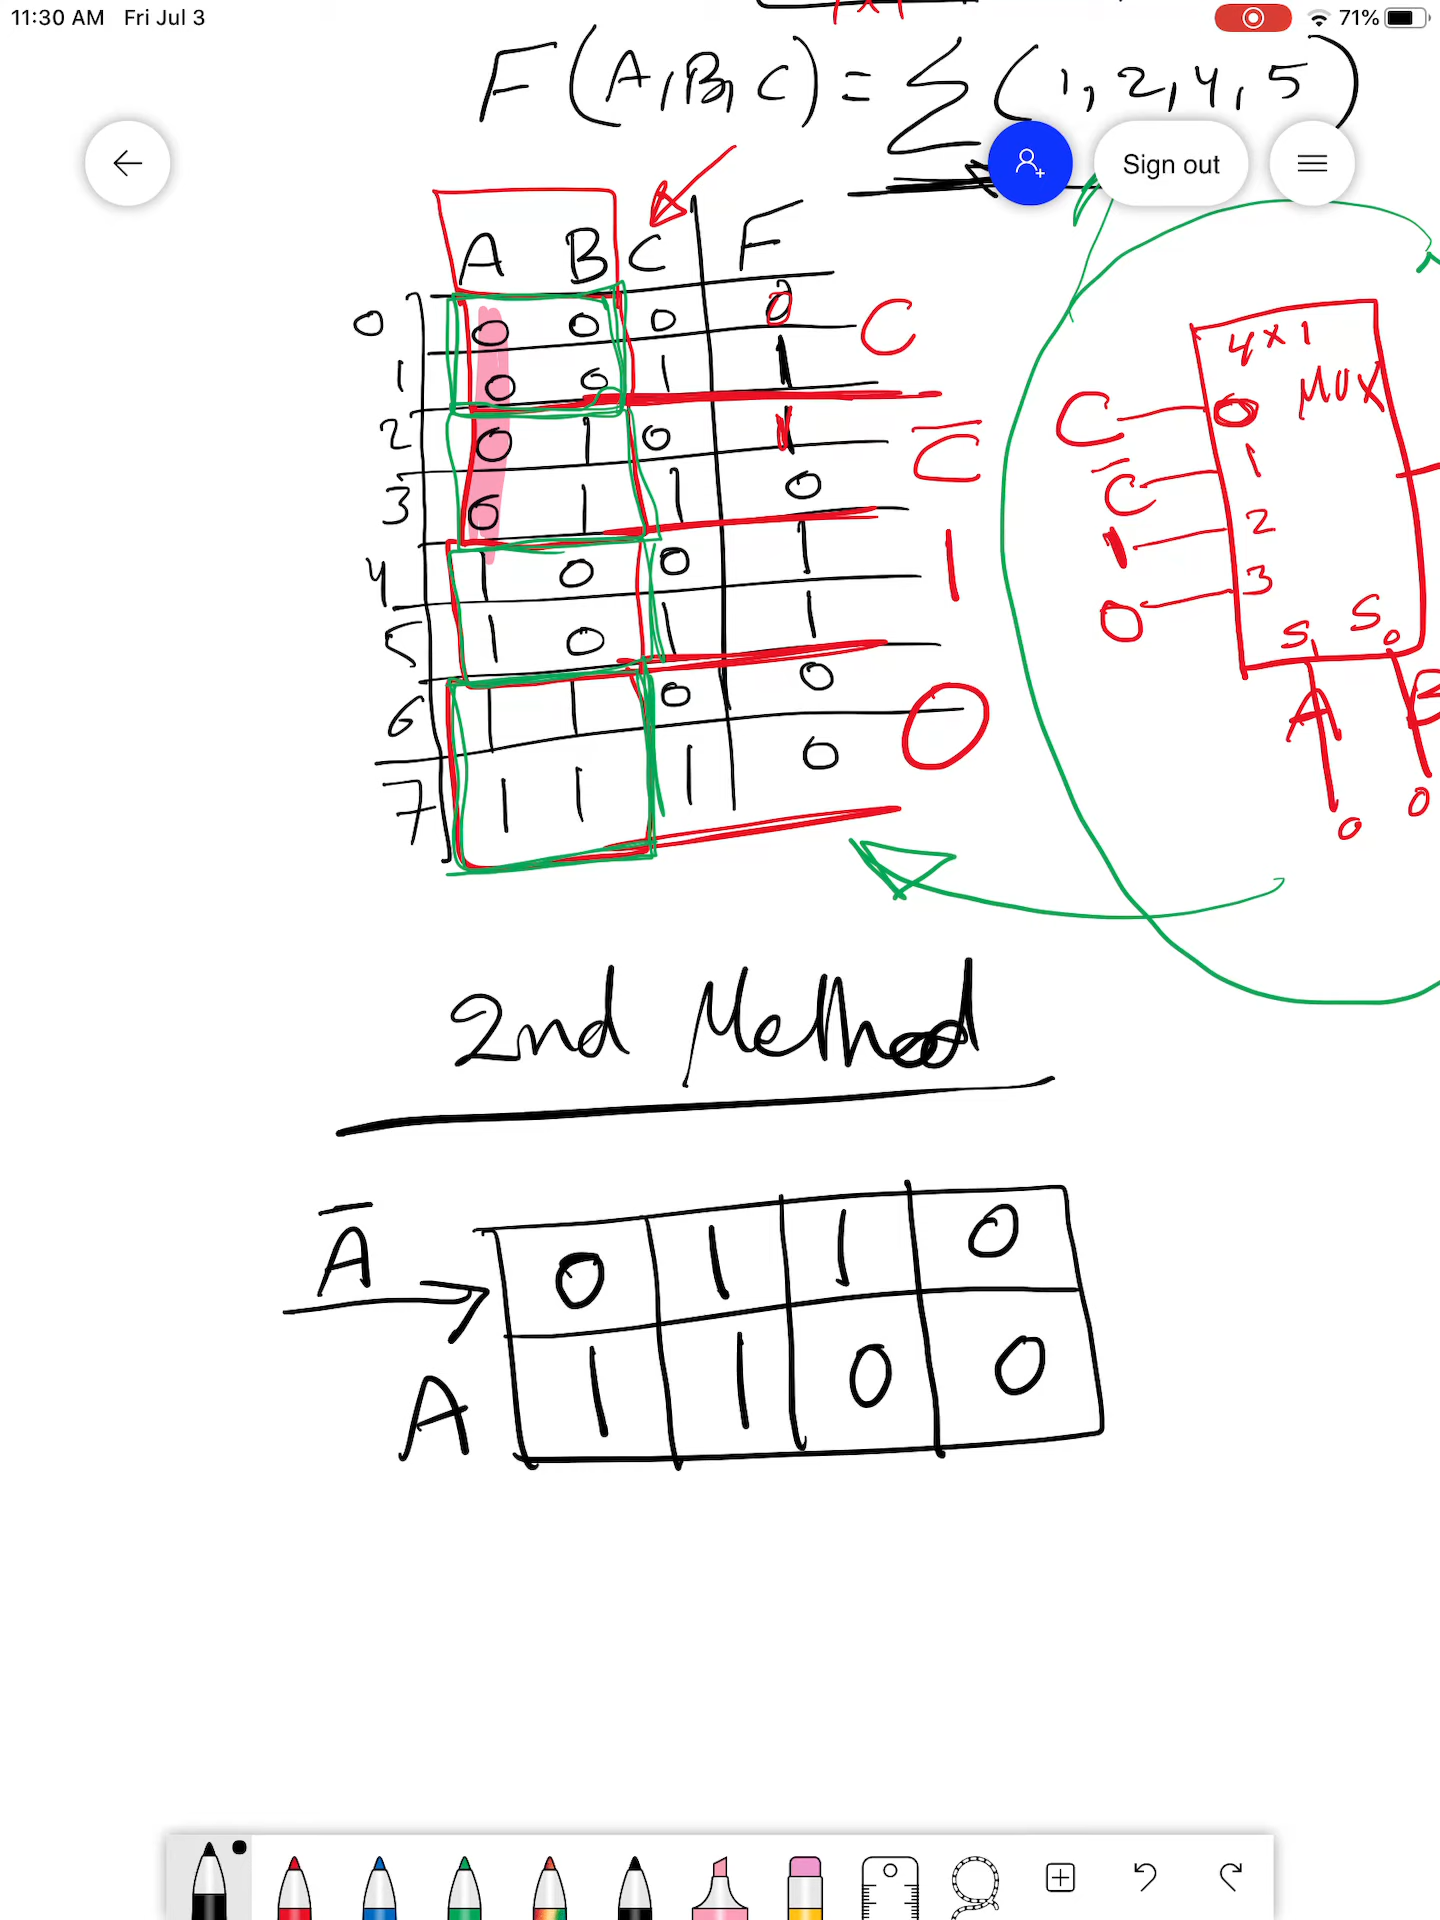 11:30 AM Fri Jul 3 71%
F(A,B,C) = Σ(1,2,4,5)
Sign out
A B C F
0 0 0 0 0 C
1 0 0 1 1
2 0 1 0 1 C̅
3 0 1 1 0
4 1 0 0 1 1
5 1 0 1 1
6 1 1 0 0 0
7 1 1 1 0
4x1
MUX
C 0
C̅ 1
1 2
0 3
S1 S0
A B
0 0
2nd Method
A̅ 0 1 1 0
A 1 1 0 0